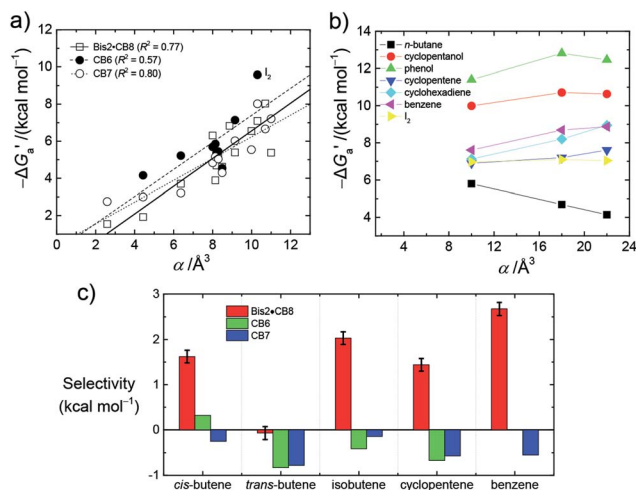 a)
−ΔGa'/(kcal mol−1)
10
8
6
4
2
0
Bis2•CB8 (R2 = 0.77)
CB6 (R2 = 0.57)
CB7 (R2 = 0.80)
I2
0 2 4 6 8 10 12
α/Å3
b)
−ΔGa'/(kcal mol−1)
14
12
10
8
6
4
n-butane
cyclopentanol
phenol
cyclopentene
cyclohexadiene
benzene
I2
4 8 12 16 20 24
α/Å3
c)
Selectivity
(kcal mol−1)
3
2
1
0
-1
Bis2•CB8
CB6
CB7
cis-butene trans-butene isobutene cyclopentene benzene